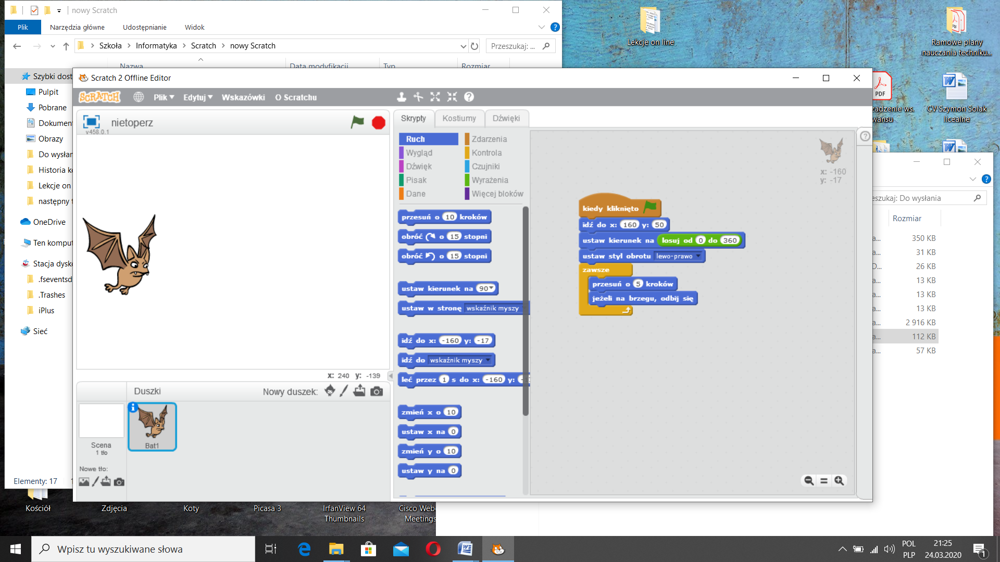 nowy Scratch
Plik
Narzędzia główne
Udostępnianie
Widok
Szkoła
Informatyka
Scratch
nowy Scratch
Przeszukaj: ...
Nazwa
Data modyfikacji
Typ
Rozmiar
Szybki dost
Pulpit
Pobrane
Dokument
Obrazy
Do wysłan
Historia k
Lekcje on
następny t
OneDrive
Ten komput
Stacja dysk
.fseventsd
.Trashes
iPlus
Sieć
Elementy: 17
Scratch 2 Offline Editor
SCRATCH
Plik
Edytuj
Wskazówki
O Scratchu
nietoperz
v458.0.1
x: 240 y: -139
Duszki
Nowy duszek:
Bat1
Scena
1 tło
Nowe tło:
Skrypty
Kostiumy
Dźwięki
Ruch
Wygląd
Dźwięk
Pisak
Dane
Zdarzenia
Kontrola
Czujniki
Wyrażenia
Więcej bloków
przesuń o 10 kroków
obróć o 15 stopni
obróć o 15 stopni
ustaw kierunek na 90
ustaw w stronę wskaźnik myszy
idź do x: -160 y: -17
idź do wskaźnik myszy
leć przez 1 s do x: -160 y:
zmień x o 10
ustaw x na 0
zmień y o 10
ustaw y na 0
kiedy kliknięto
idź do x: 160 y: 50
ustaw kierunek na losuj od 0 do 360
ustaw styl obrotu lewo-prawo
zawsze
przesuń o 5 kroków
jeżeli na brzegu, odbij się
x: -160
y: -17
Lekcje on line
Ramowe plany
nauczania techniku...
PDF
zadzenie ws.
wansu
CV Szymon Solak
licealne
eszukaj: Do wysłania
Rozmiar
a... 350 KB
a... 31 KB
D... 26 KB
a... 13 KB
a... 13 KB
a... 13 KB
a... 2 916 KB
a... 112 KB
a... 57 KB
Kościół
Zdjęcia
Koty
Picasa 3
IrfanView 64
Thumbnails
Cisco Web
Meetings
Wpisz tu wyszukiwane słowa
POL
PLP
21:25
24.03.2020
1